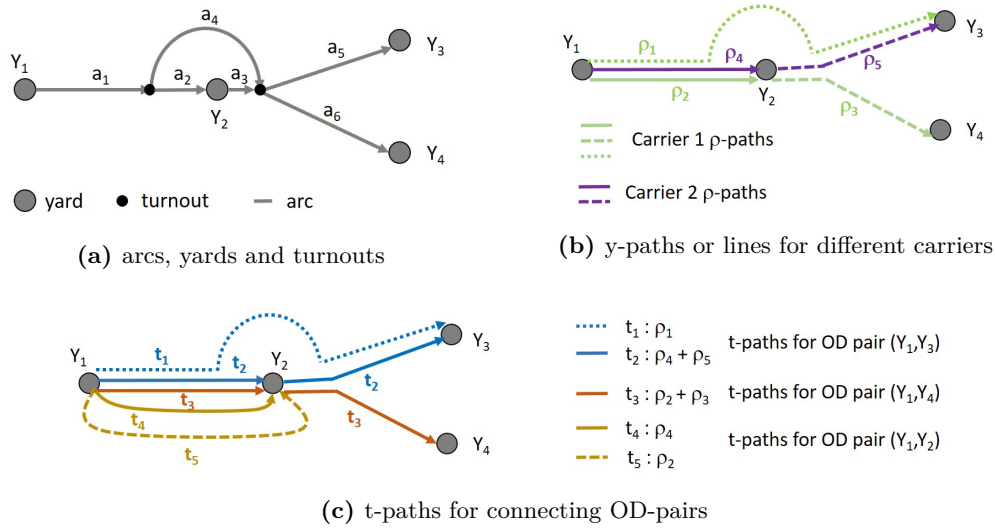 Y₁
a₁
a₂
a₃
a₄
a₅
a₆
Y₂
Y₃
Y₄
yard
turnout
arc
(a) arcs, yards and turnouts
Y₁
ρ₁
ρ₄
ρ₂
Y₂
ρ₅
ρ₃
Y₃
Y₄
Carrier 1 ρ-paths
Carrier 2 ρ-paths
(b) y-paths or lines for different carriers
Y₁
t₁
t₂
Y₂
t₃
t₄
t₅
t₂
t₃
Y₃
Y₄
t₁ : ρ₁
t₂ : ρ₄ + ρ₅
t-paths for OD pair (Y₁,Y₃)
t₃ : ρ₂ + ρ₃
t-paths for OD pair (Y₁,Y₄)
t₄ : ρ₄
t₅ : ρ₂
t-paths for OD pair (Y₁,Y₂)
(c) t-paths for connecting OD-pairs